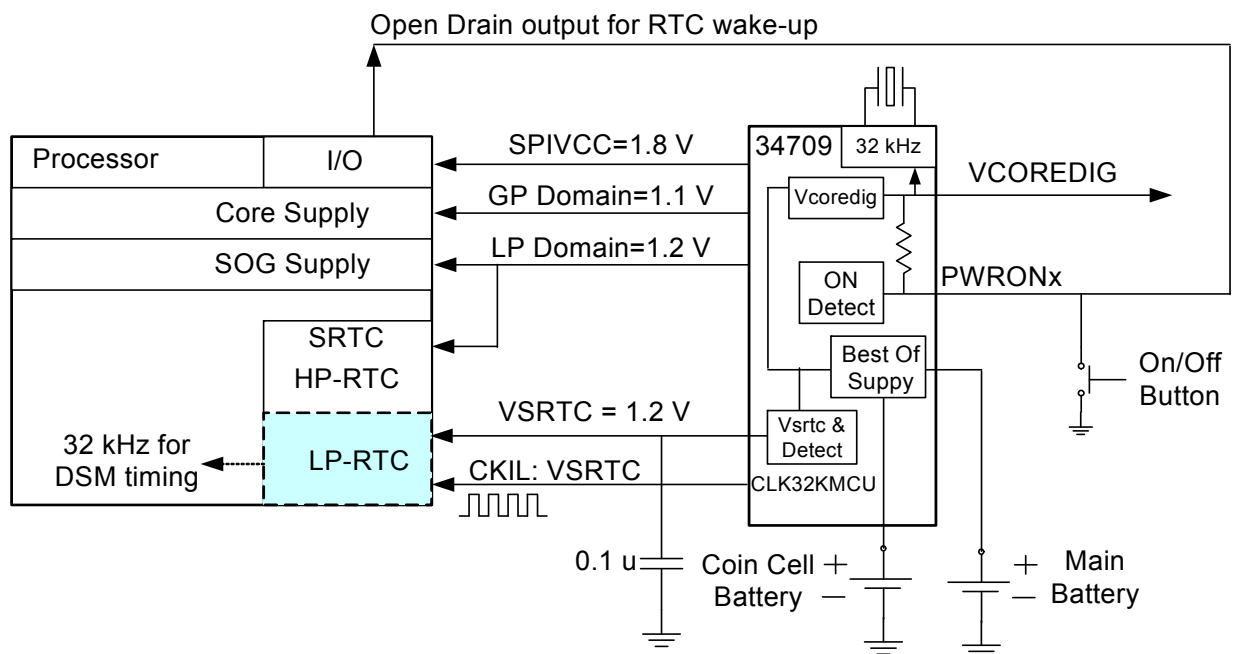 Open Drain output for RTC wake-up
Processor
I/O
Core Supply
SOG Supply
SRTC
HP-RTC
LP-RTC
32 kHz for
DSM timing
SPIVCC=1.8 V
GP Domain=1.1 V
LP Domain=1.2 V
VSRTC = 1.2 V
CKIL: VSRTC
34709
32 kHz
Vcoredig
VCOREDIG
ON
Detect
PWRONx
Best Of
Suppy
Vsrtc &
Detect
CLK32KMCU
On/Off
Button
0.1 u
Coin Cell +
Battery –
+ Main
– Battery